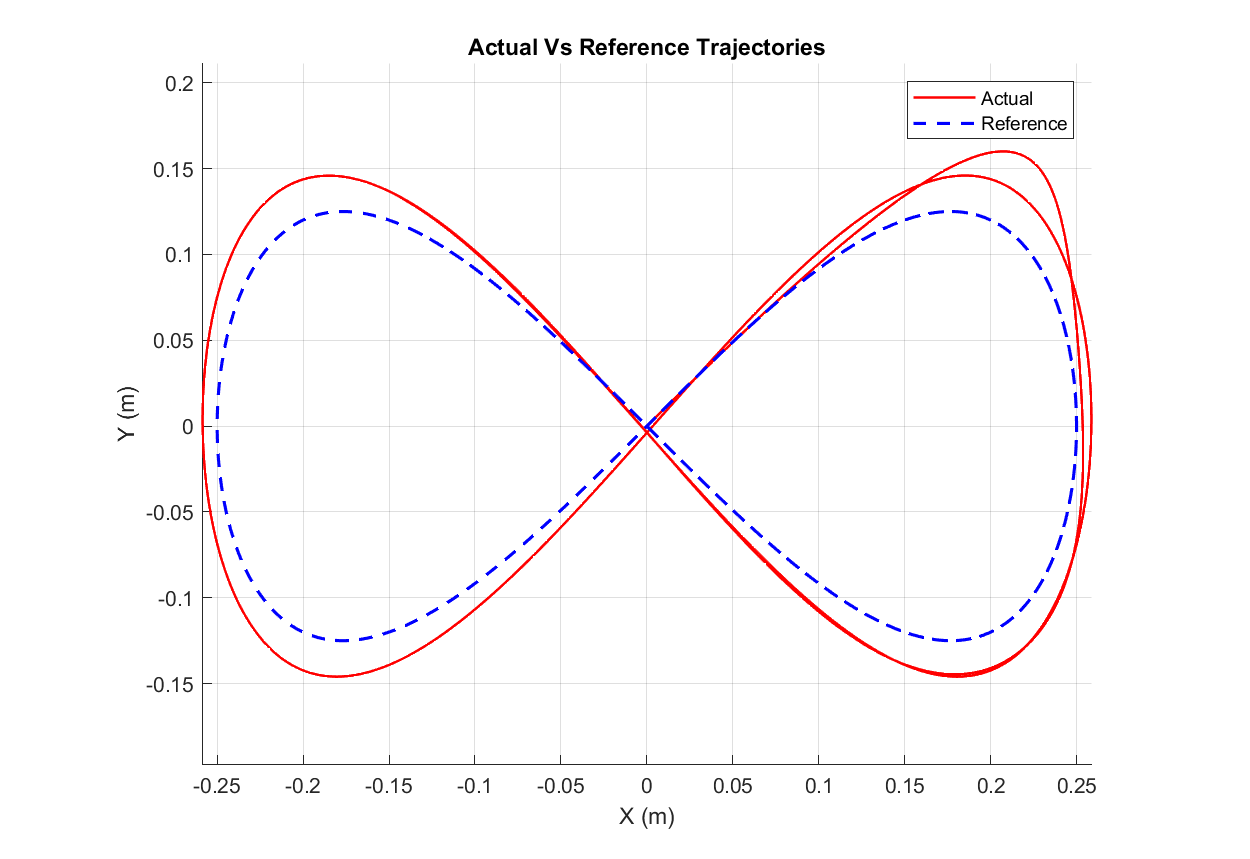 Actual Vs Reference Trajectories
Actual
Reference
0.2
0.15
0.1
0.05
0
-0.05
-0.1
-0.15
Y (m)
-0.25 -0.2 -0.15 -0.1 -0.05 0 0.05 0.1 0.15 0.2 0.25
X (m)